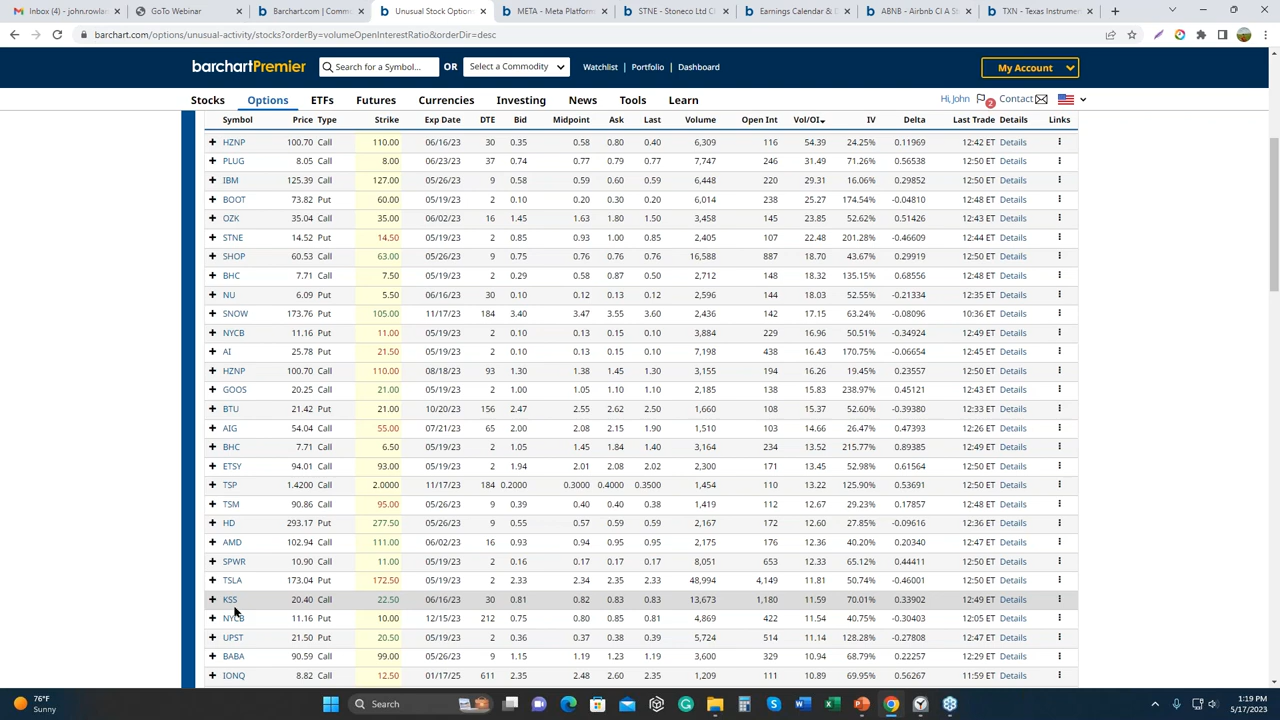 Inbox (4) - john.rowlan
GoTo Webinar
Barchart.com | Comm
Unusual Stock Option
META - Meta Platform
STNE - Stoneco Ltd Cl
Earnings Calendar & E
ABNB - Airbnb Cl A St
TXN - Texas Instrumen
barchart.com/options/unusual-activity/stocks?orderBy=volumeOpenInterestRatio&orderDir=desc
barchartPremier Search for a Symbol... OR Select a Commodity Watchlist Portfolio Dashboard My Account
Stocks Options ETFs Futures Currencies Investing News Tools Learn Hi, John 2 Contact
Symbol Price Type Strike Exp Date DTE Bid Midpoint Ask Last Volume Open Int Vol/OI IV Delta Last Trade Details Links
HZNP 100.70 Call 110.00 06/16/23 30 0.35 0.58 0.80 0.40 6,309 116 54.39 24.25% 0.11969 12:42 ET Details
PLUG 8.05 Call 8.00 06/23/23 37 0.74 0.77 0.79 0.77 7,747 246 31.49 71.26% 0.56538 12:50 ET Details
IBM 125.39 Call 127.00 05/26/23 9 0.58 0.59 0.60 0.59 6,448 220 29.31 16.06% 0.29852 12:50 ET Details
BOOT 73.82 Put 60.00 05/19/23 2 0.10 0.20 0.30 0.20 6,014 238 25.27 174.54% -0.04810 12:48 ET Details
OZK 35.04 Call 35.00 06/02/23 16 1.45 1.63 1.80 1.50 3,458 145 23.85 52.62% 0.51426 12:43 ET Details
STNE 14.52 Put 14.50 05/19/23 2 0.85 0.93 1.00 0.85 2,405 107 22.48 201.28% -0.46609 12:44 ET Details
SHOP 60.53 Call 63.00 05/26/23 9 0.75 0.76 0.76 0.76 16,588 887 18.70 43.67% 0.29919 12:50 ET Details
BHC 7.71 Call 7.50 05/19/23 2 0.29 0.58 0.87 0.50 2,712 148 18.32 135.15% 0.68556 12:48 ET Details
NU 6.09 Put 5.50 06/16/23 30 0.10 0.12 0.13 0.12 2,596 144 18.03 52.55% -0.21334 12:35 ET Details
SNOW 173.76 Put 105.00 11/17/23 184 3.40 3.47 3.55 3.60 2,436 142 17.15 63.24% -0.08096 10:36 ET Details
NYCB 11.16 Put 11.00 05/19/23 2 0.10 0.13 0.15 0.10 3,884 229 16.96 50.51% -0.34924 12:49 ET Details
AI 25.78 Put 21.50 05/19/23 2 0.10 0.13 0.15 0.12 7,198 438 16.43 170.75% -0.06654 12:45 ET Details
HZNP 100.70 Call 110.00 08/18/23 93 1.30 1.38 1.45 1.30 3,155 194 16.26 19.45% 0.23557 12:50 ET Details
GOOS 20.25 Call 21.00 05/19/23 2 1.00 1.05 1.10 1.10 2,185 138 15.83 238.97% 0.45121 12:43 ET Details
BTU 21.42 Put 21.00 10/20/23 156 2.47 2.55 2.62 2.50 1,660 108 15.37 52.60% -0.39380 12:33 ET Details
AIG 54.04 Call 55.00 07/21/23 65 2.00 2.08 2.15 1.90 1,510 103 14.66 26.47% 0.47393 12:26 ET Details
BHC 7.71 Call 6.50 05/19/23 2 1.05 1.45 1.84 1.40 3,164 234 13.52 215.77% 0.89385 12:49 ET Details
ETSY 94.01 Call 93.00 05/19/23 2 1.94 2.01 2.08 2.02 2,300 171 13.45 52.98% 0.61564 12:50 ET Details
TSP 1.4200 Call 2.0000 11/17/23 184 0.2000 0.3000 0.4000 0.3500 1,454 110 13.22 125.90% 0.53691 12:50 ET Details
TSM 90.86 Call 95.00 05/26/23 9 0.39 0.40 0.40 0.38 1,419 112 12.67 29.23% 0.17857 12:48 ET Details
HD 293.17 Put 277.50 05/26/23 9 0.55 0.57 0.59 0.59 2,167 172 12.60 27.85% -0.09616 12:36 ET Details
AMD 102.94 Call 111.00 06/02/23 16 0.93 0.94 0.95 0.95 2,175 176 12.36 40.20% 0.20340 12:47 ET Details
SPWR 10.90 Call 11.00 05/19/23 2 0.16 0.17 0.17 0.16 8,051 653 12.33 65.12% 0.44411 12:50 ET Details
TSLA 173.04 Put 172.50 05/19/23 2 2.33 2.34 2.35 2.33 48,994 4,149 11.81 50.74% -0.46001 12:50 ET Details
KSS 20.40 Call 22.50 06/16/23 30 0.81 0.82 0.83 0.83 13,673 1,180 11.59 70.01% 0.33902 12:49 ET Details
NYCB 11.16 Put 10.00 12/15/23 212 0.75 0.80 0.85 0.81 4,869 422 11.54 40.75% -0.30403 12:05 ET Details
UPST 21.50 Put 20.50 05/19/23 2 0.36 0.37 0.38 0.39 5,724 514 11.14 128.28% -0.27808 12:47 ET Details
BABA 90.59 Call 99.00 05/26/23 9 1.15 1.19 1.23 1.19 3,600 329 10.94 68.79% 0.22257 12:29 ET Details
IONQ 8.82 Call 12.50 01/17/25 611 2.35 2.48 2.60 2.35 1,209 111 10.89 69.95% 0.56267 11:59 ET Details
76°F
Sunny
Search
1:19 PM
5/17/2023